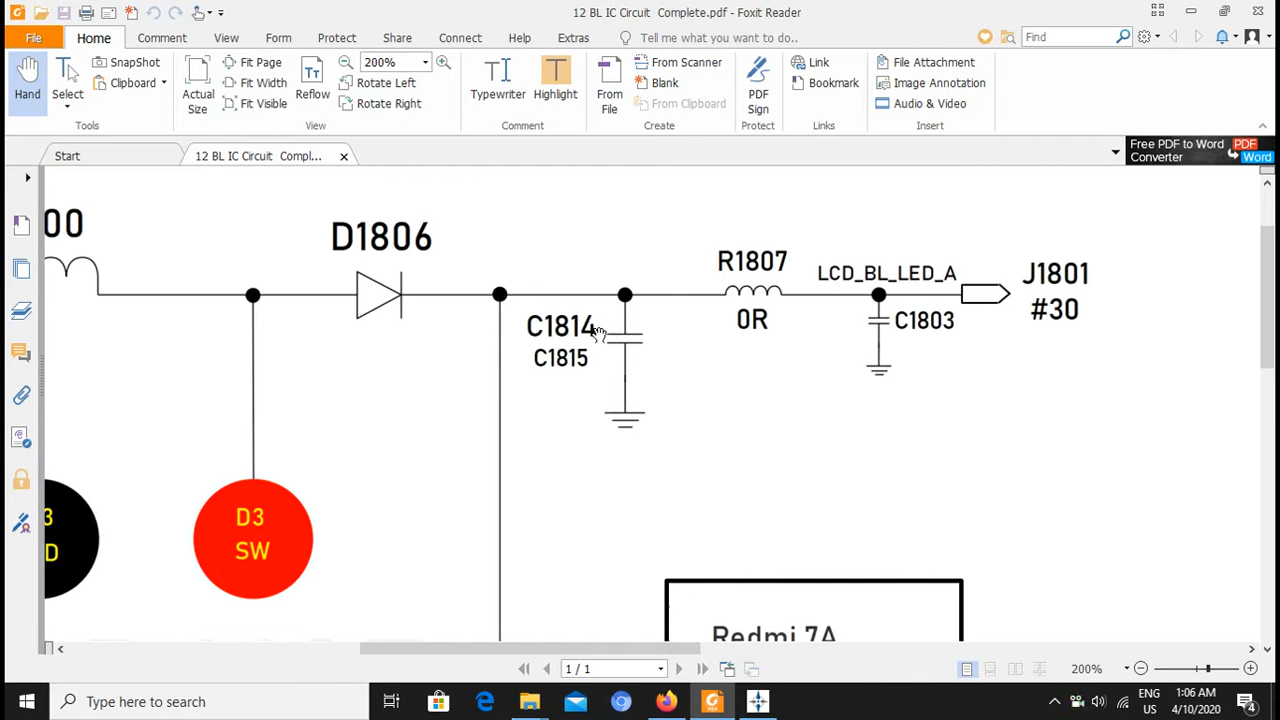 12 BL IC Circuit Complete.pdf - Foxit Reader
File Home Comment View Form Protect Share Connect Help Extras Tell me what you want to do.. Find
Hand
Select
SnapShot
Clipboard
Tools
Actual Size
Fit Page
Fit Width
Fit Visible
Reflow
200%
Rotate Left
Rotate Right
View
Typewriter
Highlight
Comment
From File
From Scanner
Blank
From Clipboard
Create
PDF Sign
Protect
Link
Bookmark
Links
File Attachment
Image Annotation
Audio & Video
Insert
Start
12 BL IC Circuit Compl...
Free PDF to Word Converter
PDF
Word
00
D1806
R1807
0R
LCD_BL_LED_A
J1801
#30
C1814
C1815
C1803
3
D
D3
SW
Redmi 7A
1 / 1
200%
Type here to search
ENG
US
1:06 AM
4/10/2020
4